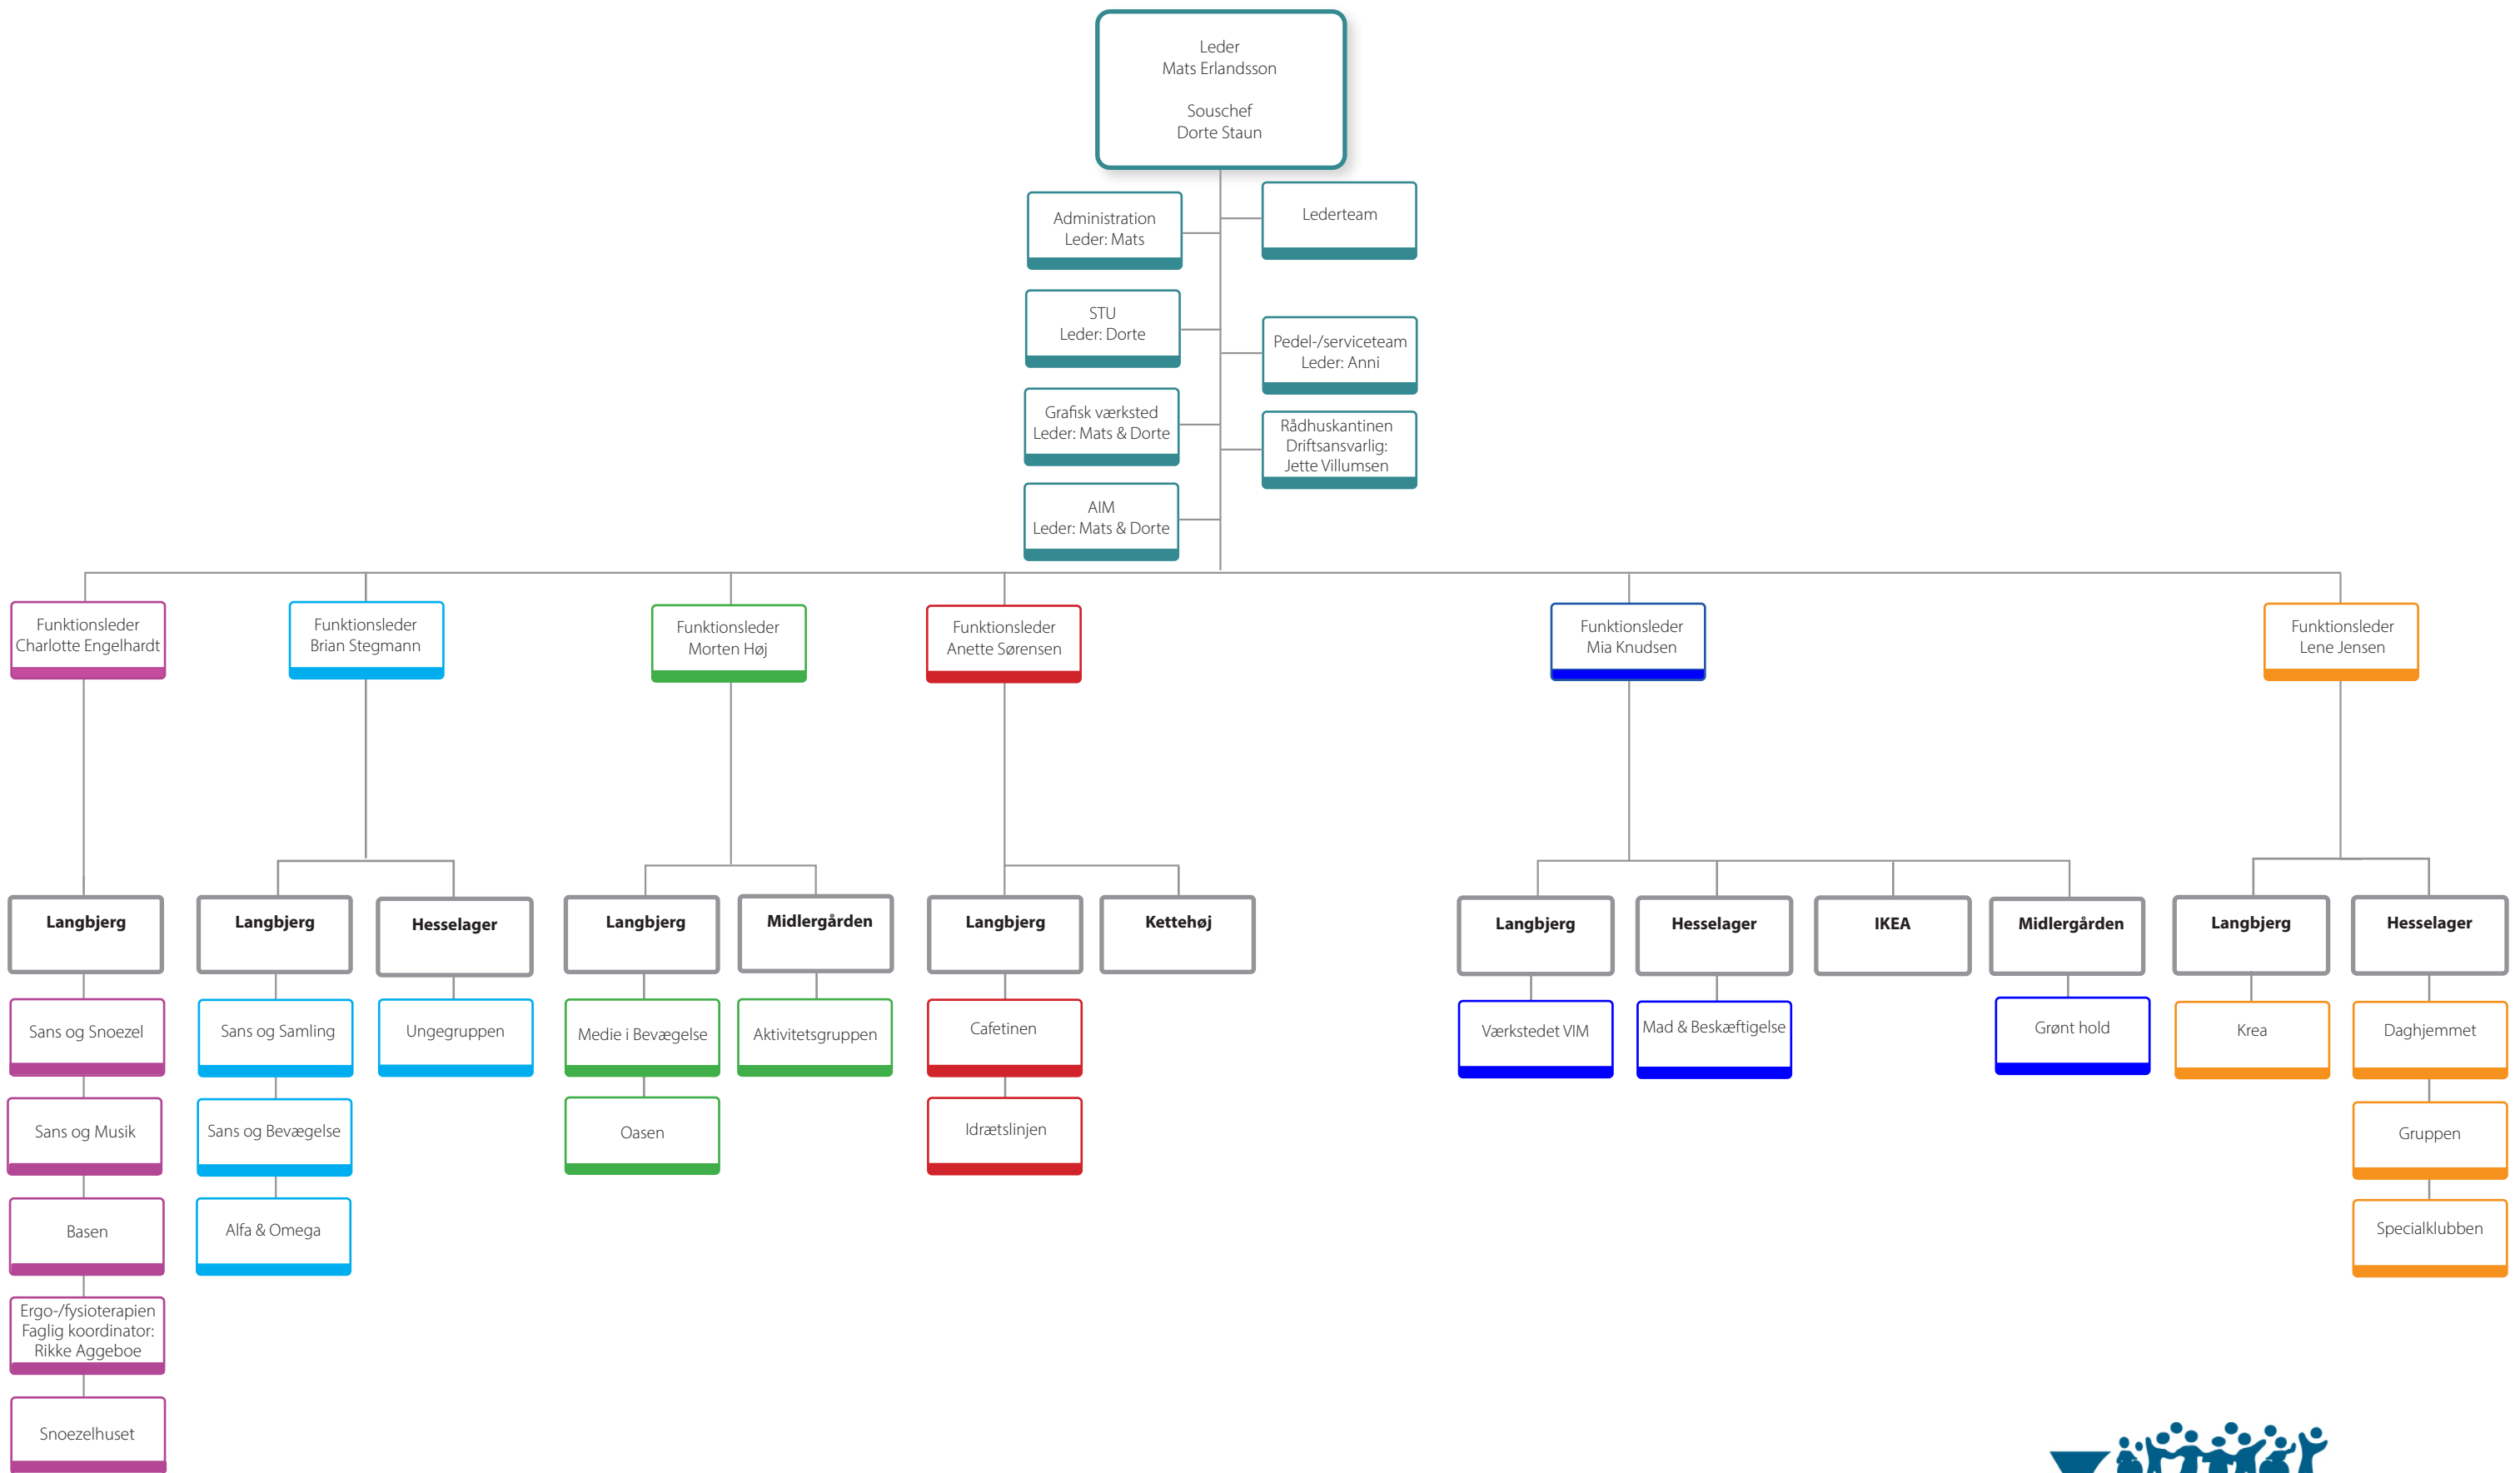 Leder
Mats Erlandsson
Souschef
Dorte Staun
Administration
Leder: Mats
Lederteam
STU
Leder: Dorte
Pedel-/serviceteam
Leder: Anni
Grafisk værksted
Leder: Mats & Dorte
Rådhuskantinen
Driftsansvarlig:
Jette Villumsen
AIM
Leder: Mats & Dorte
Funktionsleder
Charlotte Engelhardt
Funktionsleder
Brian Stegmann
Funktionsleder
Morten Høj
Funktionsleder
Anette Sørensen
Funktionsleder
Mia Knudsen
Funktionsleder
Lene Jensen
Langbjerg
Langbjerg
Hesselager
Langbjerg
Midlergården
Langbjerg
Kettehøj
Langbjerg
Hesselager
IKEA
Midlergården
Langbjerg
Hesselager
Sans og Snoezel
Sans og Samling
Ungegruppen
Medie i Bevægelse
Aktivitetsgruppen
Cafetinen
Værkstedet VIM
Mad & Beskæftigelse
Grønt hold
Krea
Daghjemmet
Sans og Musik
Sans og Bevægelse
Oasen
Idrætslinjen
Gruppen
Basen
Alfa & Omega
Specialklubben
Ergo-/fysioterapien
Faglig koordinator:
Rikke Aggeboe
Snoezelhuset